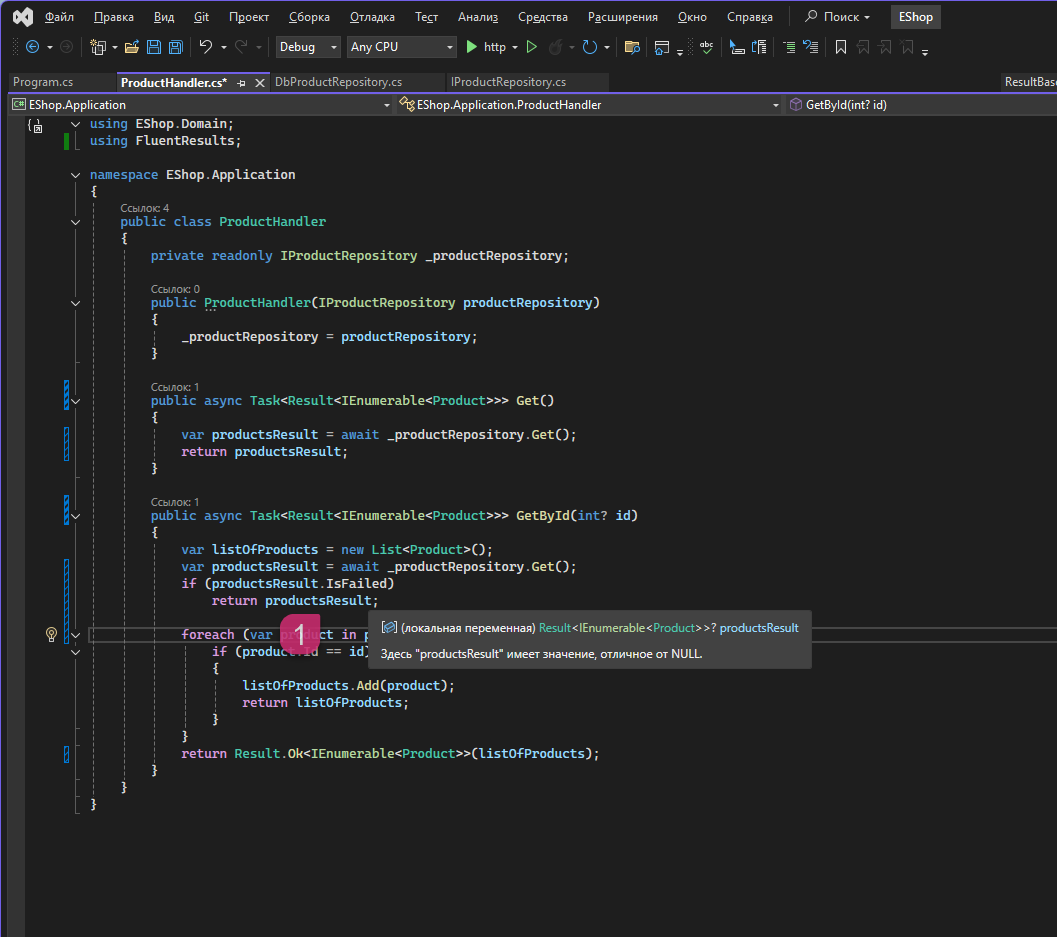 Файл Правка Вид Git Проект Сборка Отладка Тест Анализ Средства Расширения Окно Справка Поиск EShop
Debug Any CPU http abc
Program.cs ProductHandler.cs* DbProductRepository.cs IProductRepository.cs ResultBase
C# EShop.Application EShop.Application.ProductHandler GetById(int? id)
using EShop.Domain;
using FluentResults;
namespace EShop.Application
{
Ссылок: 4
public class ProductHandler
{
private readonly IProductRepository _productRepository;
Ссылок: 0
public ProductHandler(IProductRepository productRepository)
{
_productRepository = productRepository;
}
Ссылок: 1
public async Task<Result<IEnumerable<Product>>> Get()
{
var productsResult = await _productRepository.Get();
return productsResult;
}
Ссылок: 1
public async Task<Result<IEnumerable<Product>>> GetById(int? id)
{
var listOfProducts = new List<Product>();
var productsResult = await _productRepository.Get();
if (productsResult.IsFailed)
return productsResult;
(локальная переменная) Result<IEnumerable<Product>>? productsResult
Здесь "productsResult" имеет значение, отличное от NULL.
1
foreach (var product in p
if (product.Id == id)
{
listOfProducts.Add(product);
return listOfProducts;
}
}
return Result.Ok<IEnumerable<Product>>(listOfProducts);
}
}
}